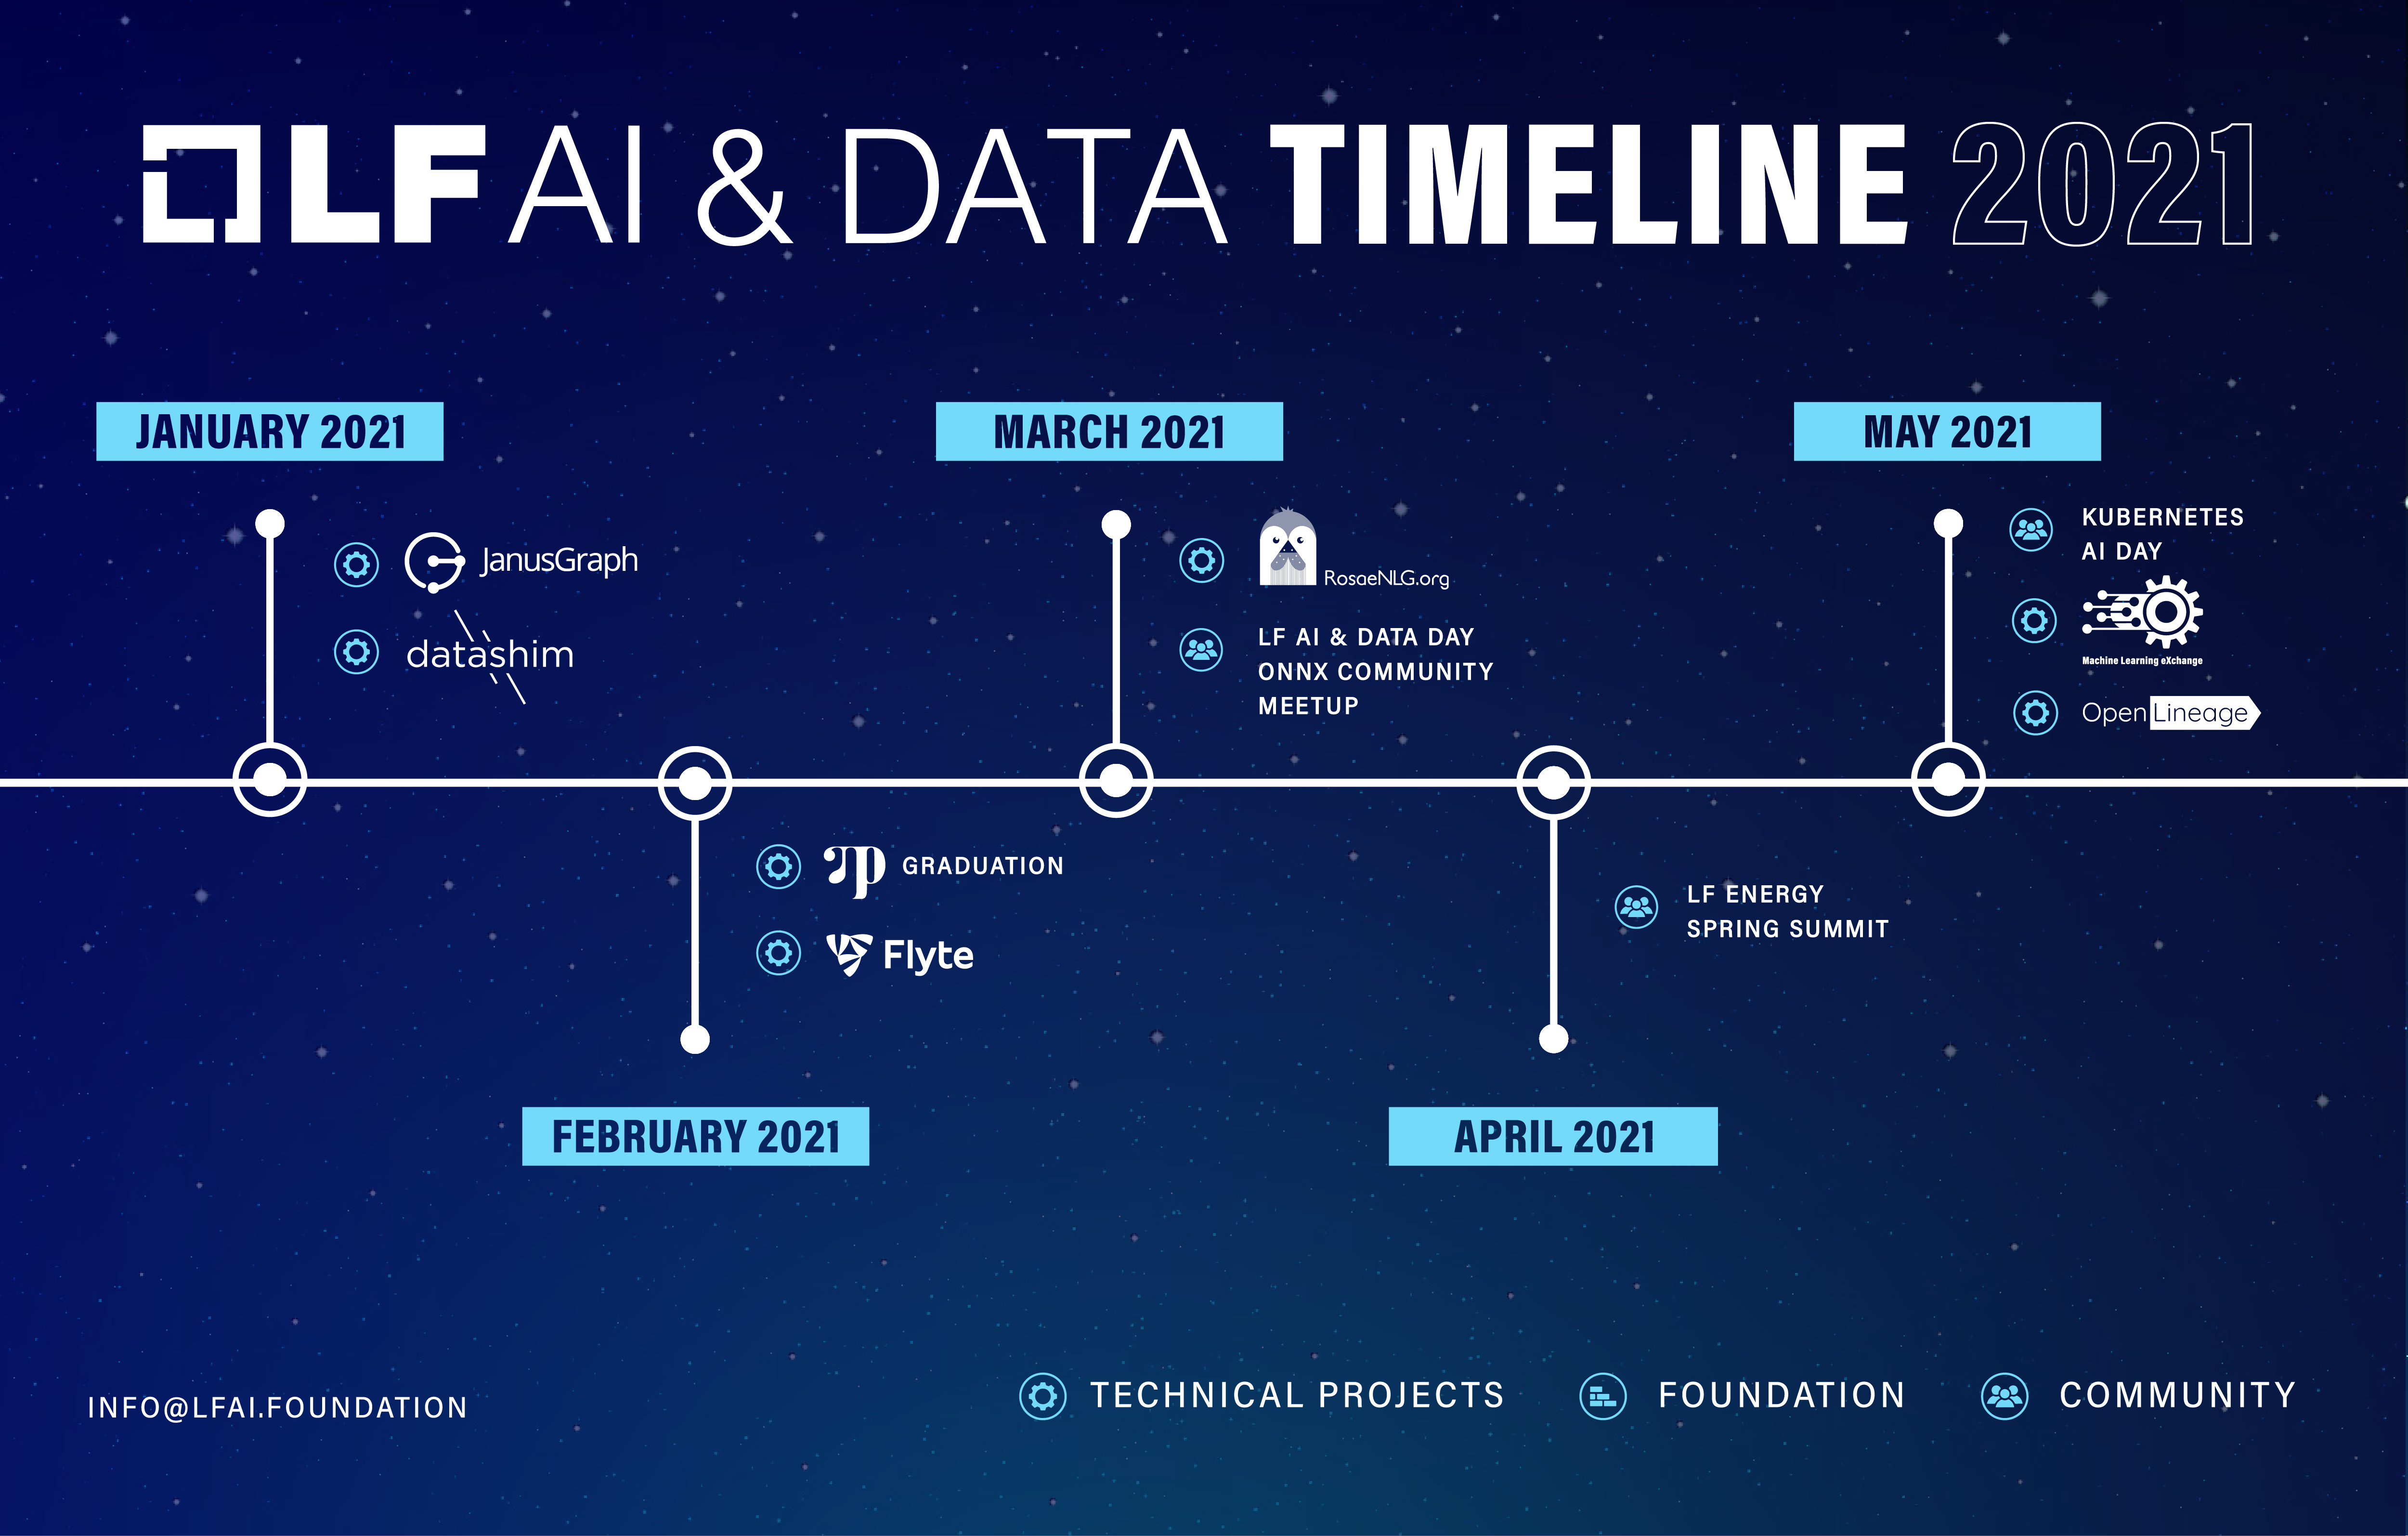 LF AI & DATA TIMELINE 2021
JANUARY 2021
JanusGraph
datashim
FEBRUARY 2021
GRADUATION
Flyte
MARCH 2021
RosaeNLG.org
LF AI & DATA DAY
ONNX COMMUNITY
MEETUP
APRIL 2021
LF ENERGY
SPRING SUMMIT
MAY 2021
KUBERNETES
AI DAY
Machine Learning eXchange
OpenLineage
INFO@LFAI.FOUNDATION
TECHNICAL PROJECTS
FOUNDATION
COMMUNITY